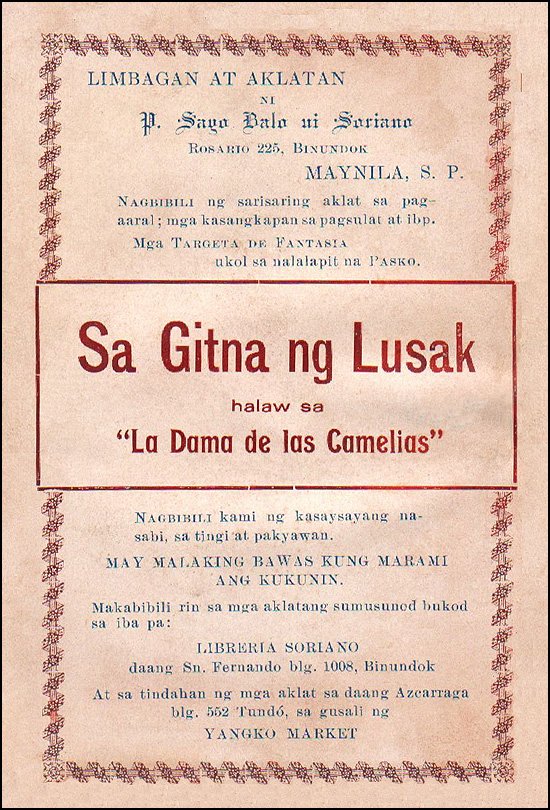 LIMBAGAN AT AKLATAN
NI
P. Sayo Balo ni Soriano
ROSARIO 225, BINUNDOK
MAYNILA, S. P.
NAGBIBILI ng sarisaring aklat sa pag-
aaral; mga kasangkapan sa pagsulat at ibp.
Mga TARGETA DE FANTASIA
ukol sa nalalapit na PASKO.
Sa Gitna ng Lusak
halaw sa
“La Dama de las Camelias”
NAGBIBILI kami ng kasaysayang na-
sabi, sa tingi at pakyawan.
MAY MALAKING BAWAS KUNG MARAMI
ANG KUKUNIN.
Makabibili rin sa mga aklatang sumusunod bukod
sa iba pa:
LIBRERIA SORIANO
daang Sn. Fernando blg. 1008, Binundok
At sa tindahan ng mga aklat sa daang Azcarraga
blg. 552 Tundó, sa gusali ng
YANGKO MARKET